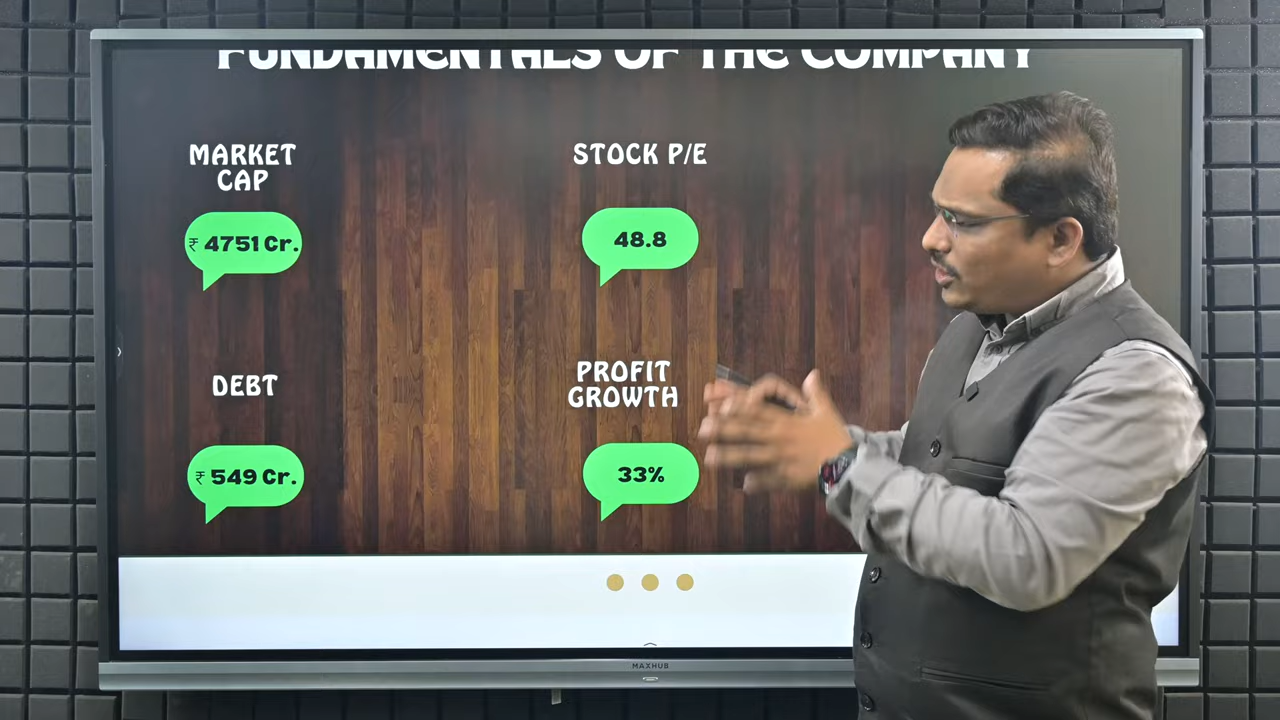 FUNDAMENTALS OF THE COMPANY
MARKET
CAP
₹ 4751 Cr.
STOCK P/E
48.8
DEBT
₹ 549 Cr.
PROFIT
GROWTH
33%
MAXHUB